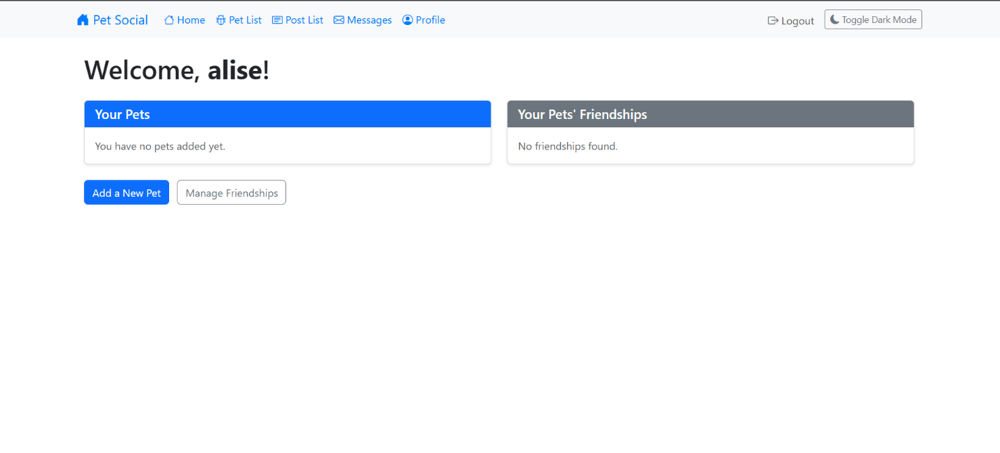 Pet Social Home Pet List Post List Messages Profile Logout Toggle Dark Mode
Welcome, alise!
Your Pets
You have no pets added yet.
Your Pets' Friendships
No friendships found.
Add a New Pet Manage Friendships